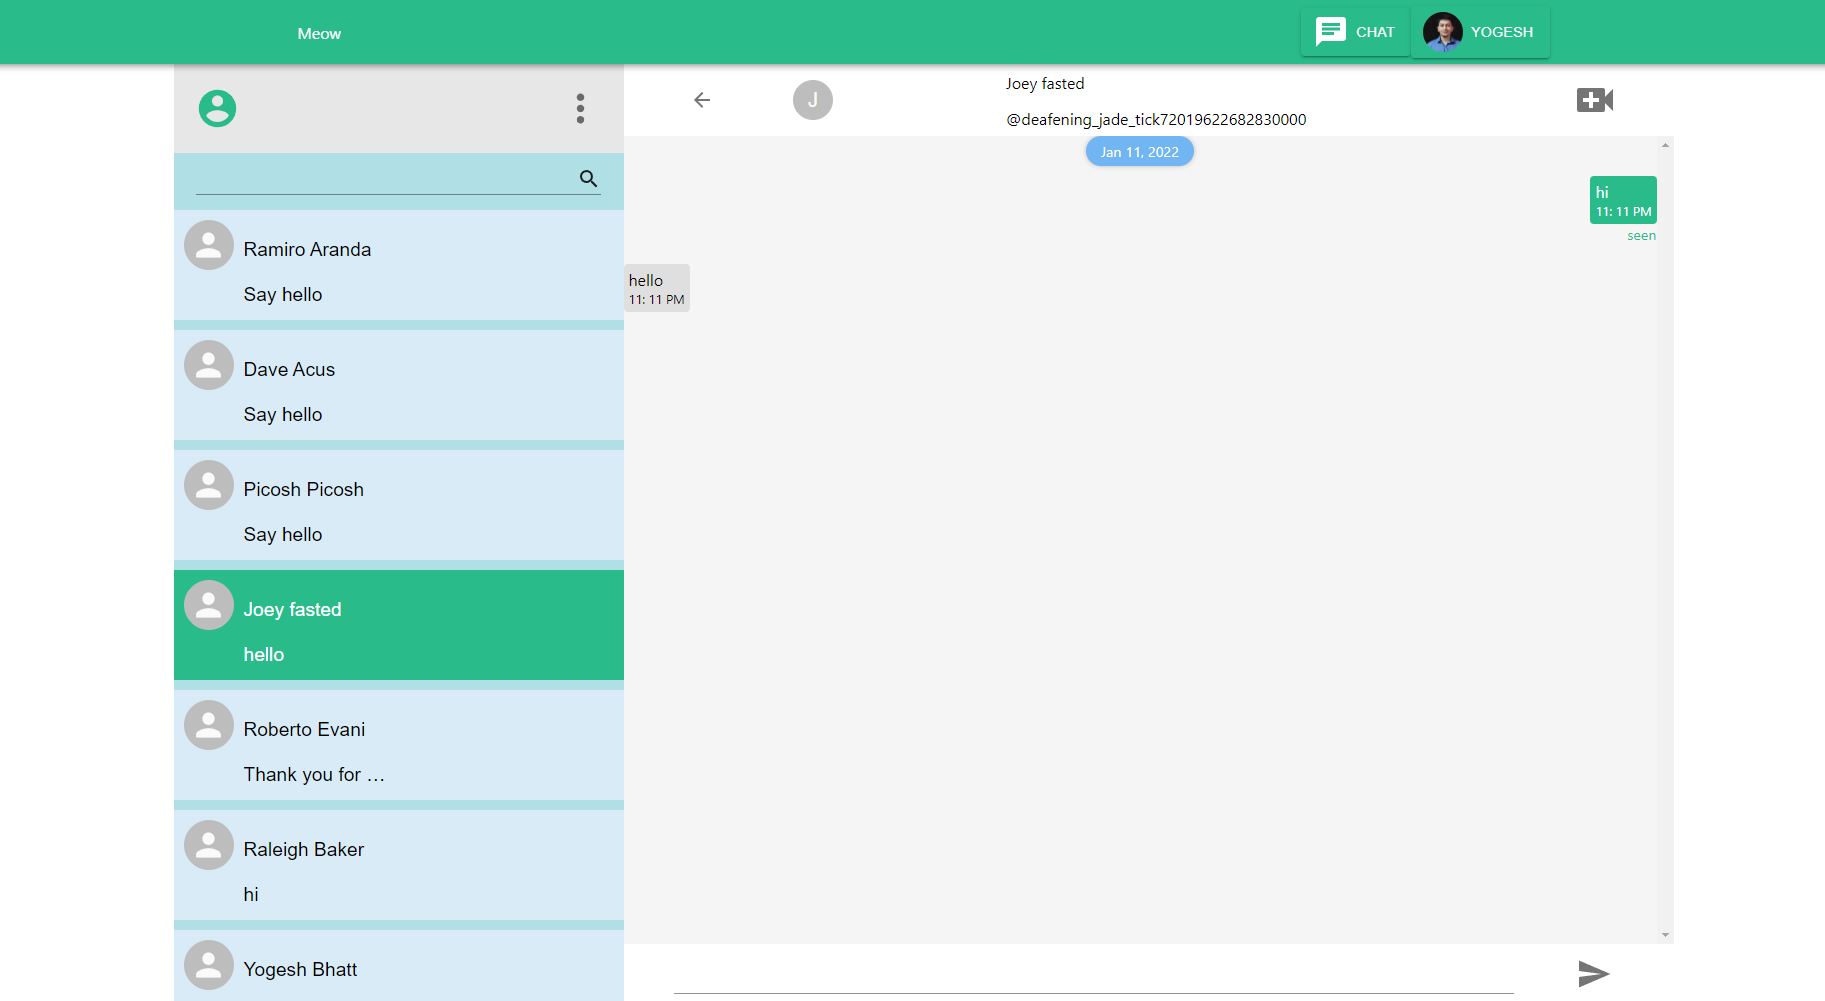 Meow
CHAT
YOGESH
Ramiro Aranda
Say hello
Dave Acus
Say hello
Picosh Picosh
Say hello
Joey fasted
hello
Roberto Evani
Thank you for …
Raleigh Baker
hi
Yogesh Bhatt
J
Joey fasted
@deafening_jade_tick72019622682830000
Jan 11, 2022
hi
11: 11 PM
seen
hello
11: 11 PM